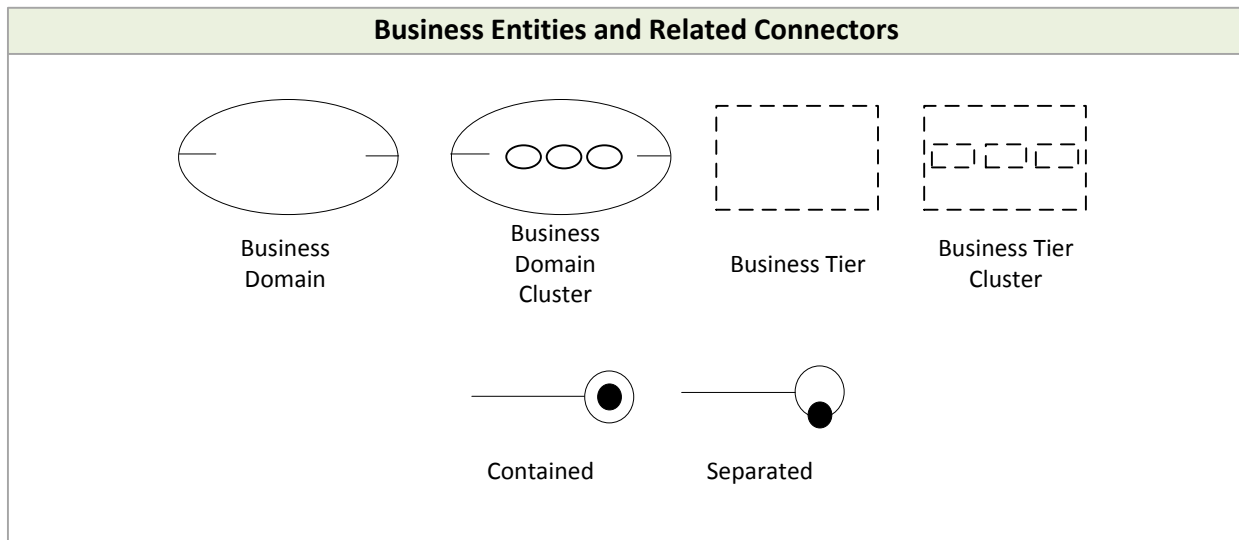 Business Entities and Related Connectors
Business
Domain
Business
Domain
Cluster
Business Tier
Business Tier
Cluster
Contained
Separated